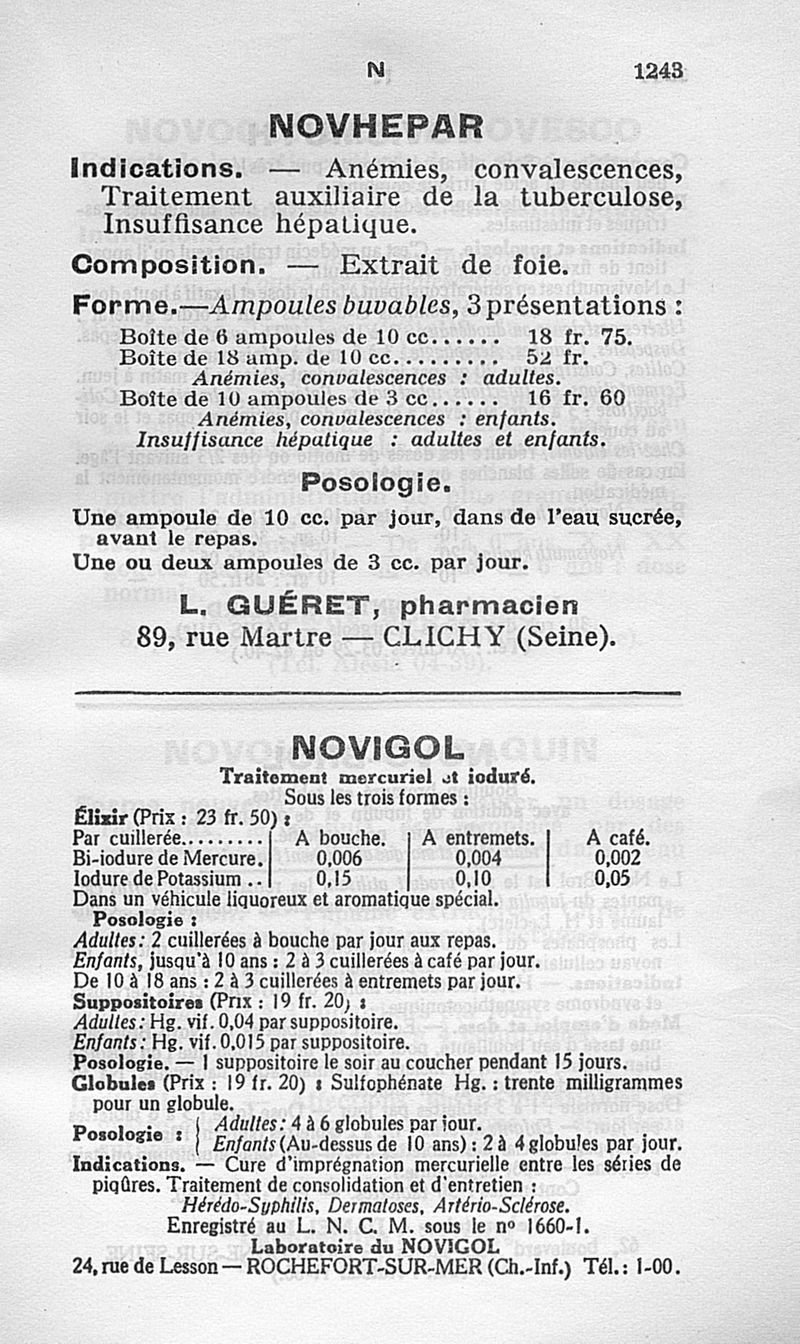 N 1243
NOVHEPAR
Indications. — Anémies, convalescences,
Traitement auxiliaire de la tuberculose,
Insuffisance hépatique.
Composition. — Extrait de foie.
Forme.—Ampoules buvables, 3 présentations :
Boîte de 6 ampoules de 10 cc...... 18 fr. 75.
Boîte de 18 amp. de 10 cc.......... 52 fr.
Anémies, convalescences : adultes.
Boîte de 10 ampoules de 3 cc...... 16 fr. 60
Anémies, convalescences : enfants.
Insuffisance hépatique : adultes et enfants.
Posologie.
Une ampoule de 10 cc. par jour, dans de l'eau sucrée,
avant le repas.
Une ou deux ampoules de 3 cc. par jour.
L. GUÉRET, pharmacien
89, rue Martre — CLICHY (Seine).
NOVIGOL
Traitement mercuriel et ioduré.
Sous les trois formes :
Élixir (Prix : 23 fr. 50) :
Par cuillerée......... A bouche. A entremets. A café.
Bi-iodure de Mercure. 0,006 0,004 0,002
Iodure de Potassium .. 0,15 0,10 0,05
Dans un véhicule liquoreux et aromatique spécial.
Posologie :
Adultes : 2 cuillerées à bouche par jour aux repas.
Enfants, jusqu'à 10 ans : 2 à 3 cuillerées à café par jour.
De 10 à 18 ans : 2 à 3 cuillerées à entremets par jour.
Suppositoires (Prix : 19 fr. 20) :
Adultes : Hg. vif. 0,04 par suppositoire.
Enfants : Hg. vif. 0,015 par suppositoire.
Posologie. — 1 suppositoire le soir au coucher pendant 15 jours.
Globules (Prix : 19 fr. 20) : Sulfophénate Hg. : trente milligrammes
pour un globule.
Posologie : { Adultes : 4 à 6 globules par jour.
{ Enfants (Au-dessus de 10 ans) : 2 à 4 globules par jour.
Indications. — Cure d'imprégnation mercurielle entre les séries de
piqûres. Traitement de consolidation et d'entretien :
Hérédo-Syphilis, Dermatoses, Artério-Sclérose.
Enregistré au L. N. C. M. sous le nº 1660-1.
Laboratoire du NOVIGOL
24, rue de Lesson — ROCHEFORT-SUR-MER (Ch.-Inf.) Tél. : 1-00.